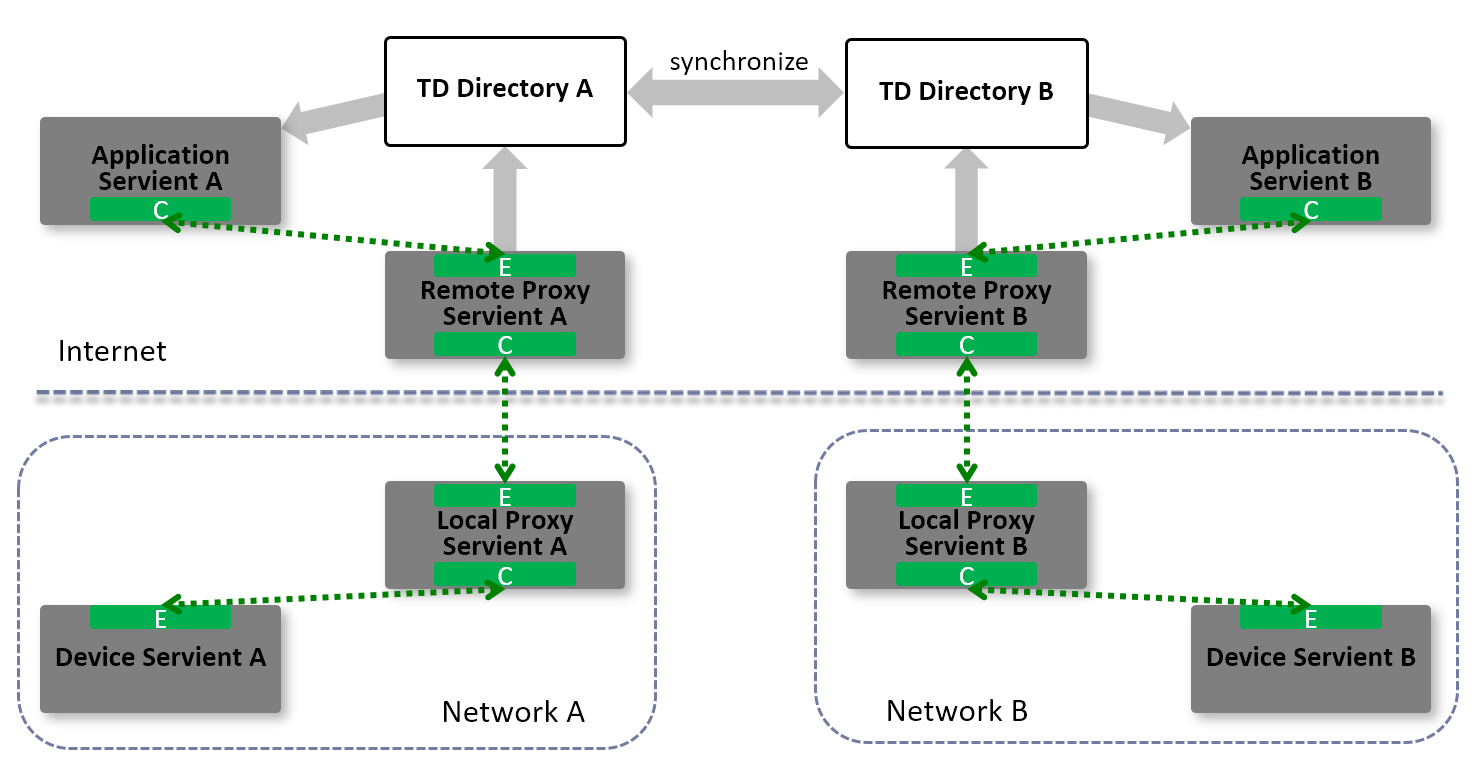 synchronize
TD Directory A
TD Directory B
Application
Servient A
C
Application
Servient B
C
E
Remote Proxy
Servient A
C
E
Remote Proxy
Servient B
C
Internet
E
Local Proxy
Servient A
C
E
Local Proxy
Servient B
C
E
Device Servient A
E
Device Servient B
Network A
Network B